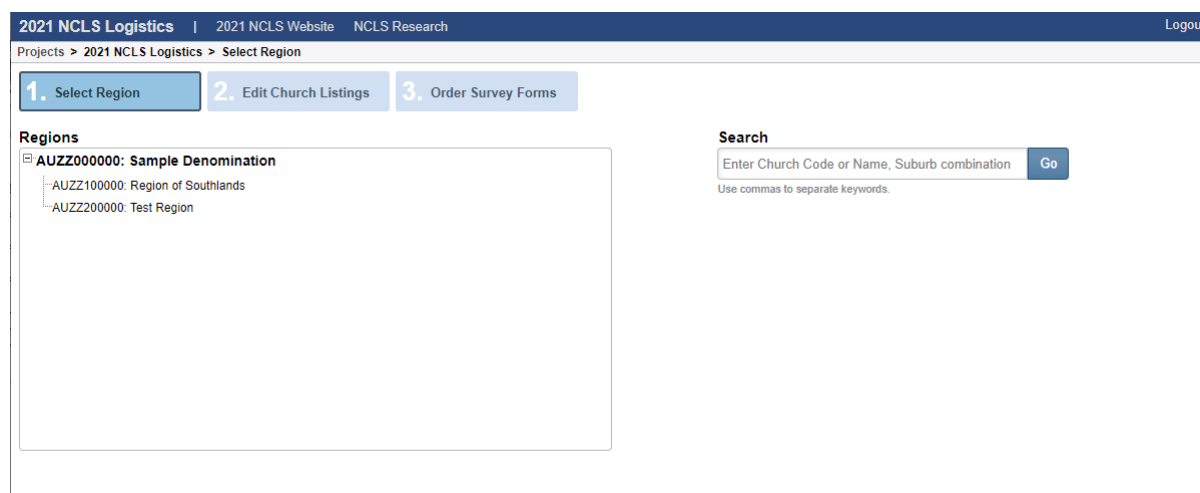 2021 NCLS Logistics | 2021 NCLS Website NCLS Research Logou
Projects > 2021 NCLS Logistics > Select Region
1. Select Region 2. Edit Church Listings 3. Order Survey Forms
Regions
AUZZ000000: Sample Denomination
AUZZ100000: Region of Southlands
AUZZ200000: Test Region
Search
Enter Church Code or Name, Suburb combination Go
Use commas to separate keywords.